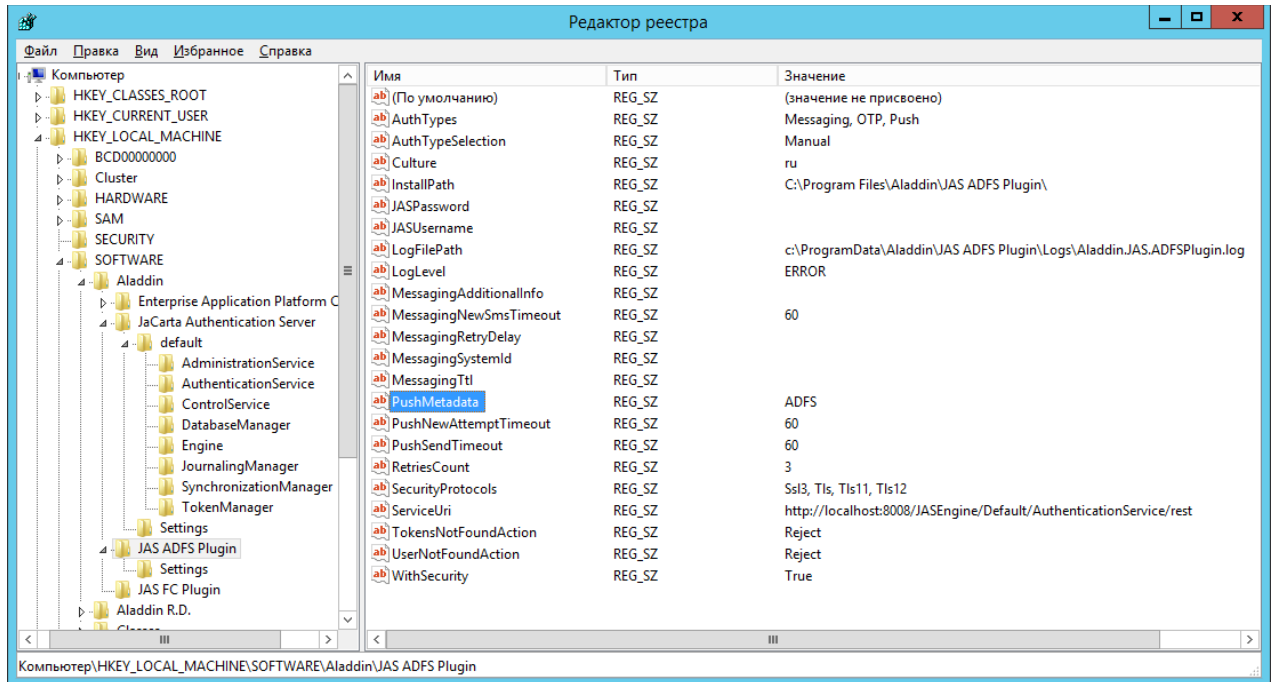 Редактор реестра
Файл Правка Вид Избранное Справка
Компьютер
HKEY_CLASSES_ROOT
HKEY_CURRENT_USER
HKEY_LOCAL_MACHINE
BCD00000000
Cluster
HARDWARE
SAM
SECURITY
SOFTWARE
Aladdin
Enterprise Application Platform C
JaCarta Authentication Server
default
AdministrationService
AuthenticationService
ControlService
DatabaseManager
Engine
JournalingManager
SynchronizationManager
TokenManager
Settings
JAS ADFS Plugin
Settings
JAS FC Plugin
Aladdin R.D.
Имя Тип Значение
(По умолчанию) REG_SZ (значение не присвоено)
AuthTypes REG_SZ Messaging, OTP, Push
AuthTypeSelection REG_SZ Manual
Culture REG_SZ ru
InstallPath REG_SZ C:\Program Files\Aladdin\JAS ADFS Plugin\
JASPassword REG_SZ
JASUsername REG_SZ
LogFilePath REG_SZ c:\ProgramData\Aladdin\JAS ADFS Plugin\Logs\Aladdin.JAS.ADFSPlugin.log
LogLevel REG_SZ ERROR
MessagingAdditionalInfo REG_SZ
MessagingNewSmsTimeout REG_SZ 60
MessagingRetryDelay REG_SZ
MessagingSystemId REG_SZ
MessagingTtl REG_SZ
PushMetadata REG_SZ ADFS
PushNewAttemptTimeout REG_SZ 60
PushSendTimeout REG_SZ 60
RetriesCount REG_SZ 3
SecurityProtocols REG_SZ Ssl3, Tls, Tls11, Tls12
ServiceUri REG_SZ http://localhost:8008/JASEngine/Default/AuthenticationService/rest
TokensNotFoundAction REG_SZ Reject
UserNotFoundAction REG_SZ Reject
WithSecurity REG_SZ True
Компьютер\HKEY_LOCAL_MACHINE\SOFTWARE\Aladdin\JAS ADFS Plugin